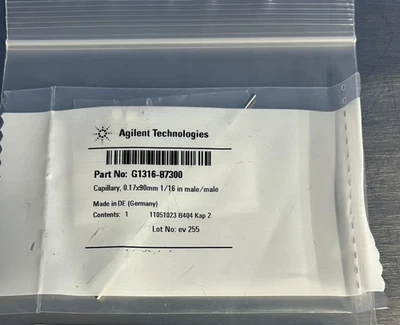 Agilent Technologies
Part No: G1316-87300
Capillary, 0.17x90mm 1/16 in male/male
Made in DE (Germany)
Contents: 1 11051023 B404 Kap 2
Lot No: ev 255